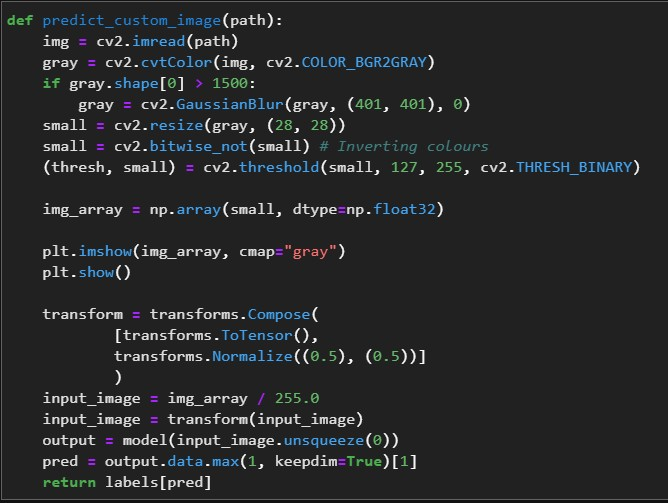 def predict_custom_image(path):
    img = cv2.imread(path)
    gray = cv2.cvtColor(img, cv2.COLOR_BGR2GRAY)
    if gray.shape[0] > 1500:
        gray = cv2.GaussianBlur(gray, (401, 401), 0)
    small = cv2.resize(gray, (28, 28))
    small = cv2.bitwise_not(small) # Inverting colours
    (thresh, small) = cv2.threshold(small, 127, 255, cv2.THRESH_BINARY)
    img_array = np.array(small, dtype=np.float32)
    plt.imshow(img_array, cmap="gray")
    plt.show()
    transform = transforms.Compose(
            [transforms.ToTensor(),
            transforms.Normalize((0.5), (0.5))]
            )
    input_image = img_array / 255.0
    input_image = transform(input_image)
    output = model(input_image.unsqueeze(0))
    pred = output.data.max(1, keepdim=True)[1]
    return labels[pred]